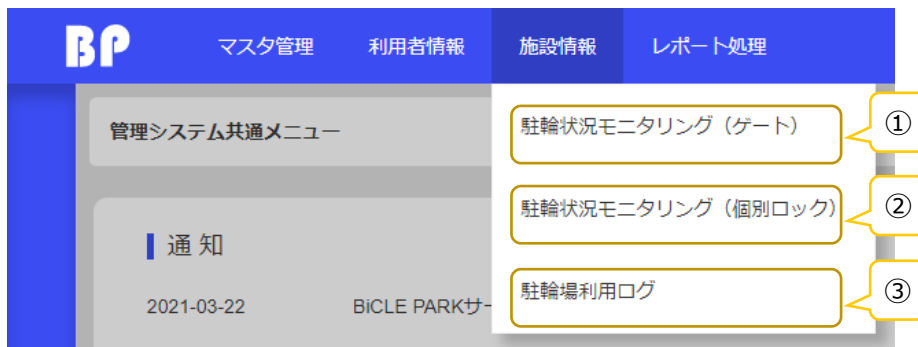 BP マスタ管理 利用者情報 施設情報 レポート処理
管理システム共通メニュー
駐輪状況モニタリング（ゲート） ①
駐輪状況モニタリング（個別ロック） ②
通知
2021-03-22 BiCLE PARKサー
駐輪場利用ログ ③